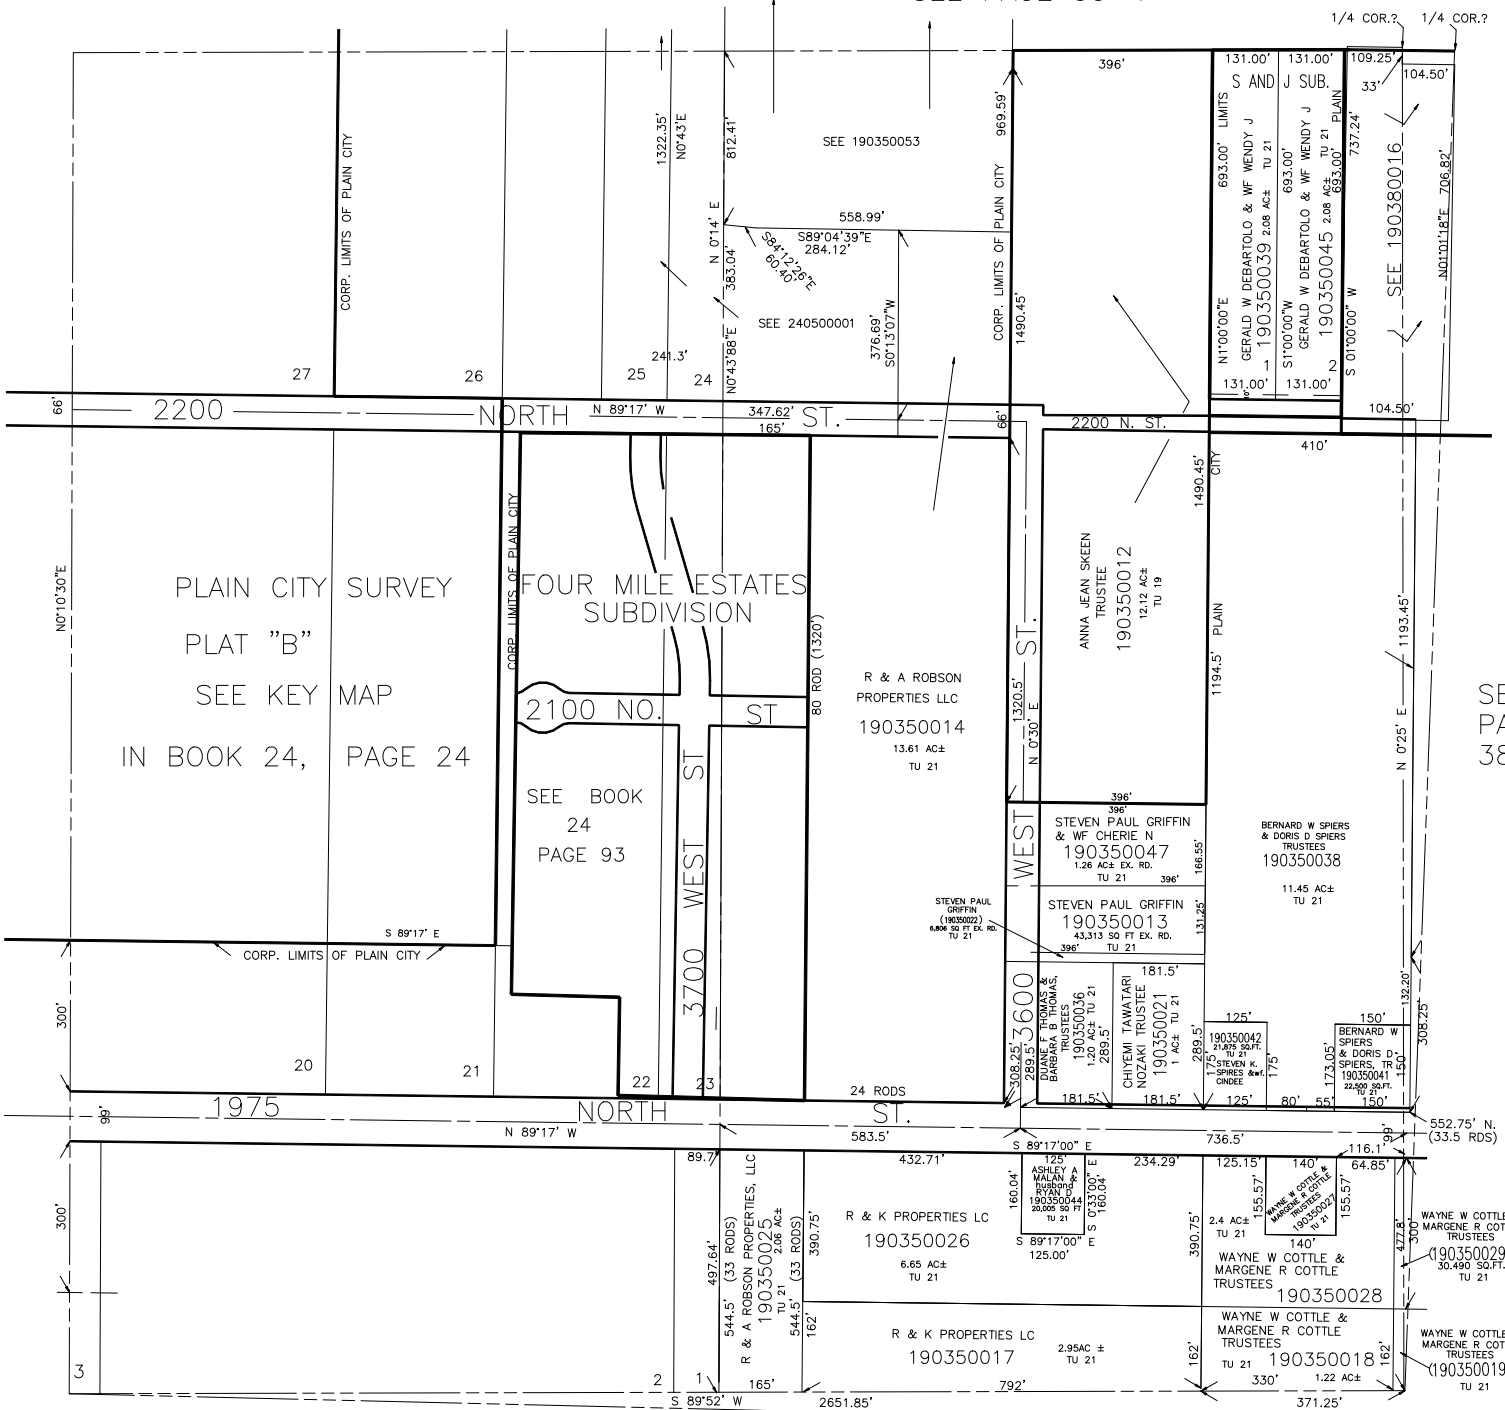 1/4 COR.?
1/4 COR.?
396'
131.00'
131.00'
109.25'
104.50'
33'
S AND J SUB.
CORP. LIMITS OF PLAIN CITY
1322.35'
N0°43'E
812.41'
N 0°14' E
383.04'
N0°43'88"E
SEE 190350053
558.99'
S89°04'39"E
284.12'
S84°12'26"E
60.40'
SEE 240500001
376.69'
S0°13'07"W
969.59'
CORP. LIMITS OF PLAIN CITY
1490.45'
LIMITS
693.00'
N1°00'00"E
GERALD W DEBARTOLO & WF WENDY J
190350039 2.08 AC± TU 21
1
693.00'
S1°00'00"W
GERALD W DEBARTOLO & WF WENDY J
190350045 2.08 AC± TU 21
2
693.00'
PLAIN
737.24'
S 01°00'00" W
SEE 190380016
N01°01'18"E 706.82'
131.00'
131.00'
104.50'
27
26
25
24
241.3'
66'
2200 NORTH ST.
N 89°17' W
347.62'
165'
66'
2200 N. ST.
410'
N0°10'30"E
PLAIN CITY SURVEY
PLAT "B"
SEE KEY MAP
IN BOOK 24, PAGE 24
CORP. LIMITS OF PLAIN CITY
FOUR MILE ESTATES
SUBDIVISION
2100 NO. ST
SEE BOOK
24
PAGE 93
3700 WEST ST
80 ROD (1320')
R & A ROBSON
PROPERTIES LLC
190350014
13.61 AC±
TU 21
1320.5'
N 0°30' E
3600 WEST ST.
ANNA JEAN SKEEN
TRUSTEE
190350012
12.12 AC±
TU 19
1490.45'
CITY
1194.5'
PLAIN
1193.45'
N 0°25' E
396'
396'
STEVEN PAUL GRIFFIN
& WF CHERIE N
190350047
1.26 AC± EX. RD.
TU 21
396'
166.55'
STEVEN PAUL GRIFFIN
190350013
43,313 SQ FT EX. RD.
TU 21
396'
131.25'
STEVEN PAUL
GRIFFIN
(190350022)
6,806 SQ FT EX. RD.
TU 21
BERNARD W SPIERS
& DORIS D SPIERS
TRUSTEES
190350038
11.45 AC±
TU 21
S 89°17' E
CORP. LIMITS OF PLAIN CITY
300'
20
21
22
23
308.25'
289.5'
DUANE F THOMAS &
BARBARA B THOMAS,
TRUSTEES
190350036
1.20 AC± TU 21
289.5'
181.5'
181.5'
CHIYEMI TAWATARI
NOZAKI TRUSTEE
190350021
1 AC± TU 21
289.5'
181.5'
125'
190350042
21,875 SQ.FT.
TU 21
STEVEN K.
SPIRES &wf.
CINDEE
175'
175'
125'
80'
55'
173.05'
150'
BERNARD W
SPIERS
& DORIS D
SPIERS, TR
190350041
22,500 SQ.FT.
TU 21
150'
150'
132.20'
308.25'
1975 NORTH ST.
99'
N 89°17' W
24 RODS
583.5'
S 89°17'00" E
736.5'
99'
552.75' N.
(33.5 RDS)
116.1'
300'
3
2
1
89.7'
497.64'
544.5' (33 RODS)
R & A ROBSON PROPERTIES, LLC
190350025
TU 21 2.06 AC±
544.5' (33 RODS)
165'
432.71'
390.75'
R & K PROPERTIES LC
190350026
6.65 AC±
TU 21
160.04'
125'
ASHLEY A
MALAN &
husband
RYAN D
190350044
20,005 SQ FT
TU 21
S 0°33'00" E
160.04'
S 89°17'00" E
125.00'
234.29'
390.75'
125.15'
140'
64.85'
155.57'
WAYNE W COTTLE &
MARGENE R COTTLE
TRUSTEES
190350027
TU 21
155.57'
140'
2.4 AC±
TU 21
WAYNE W COTTLE &
MARGENE R COTTLE
TRUSTEES
190350028
477.8'
300'
WAYNE W COTTLE
MARGENE R COT
TRUSTEES
(190350029
30.490 SQ.FT.
TU 21
162'
R & K PROPERTIES LC
190350017
2.95AC ±
TU 21
162'
WAYNE W COTTLE &
MARGENE R COTTLE
TRUSTEES
TU 21 190350018
330' 1.22 AC±
162'
WAYNE W COTTLE
MARGENE R COT
TRUSTEES
(190350019
TU 21
792'
S 89°52' W
2651.85'
371.25'